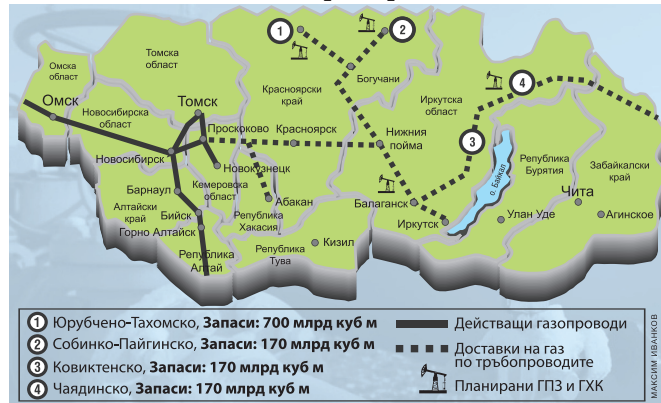 1
2
Томска
област
Омска
област
Богучани
4
Красноярски
край
Иркутска
област
Омск
Томск
Новосибирска
област
Проскоково
Красноярск
Нижния
пойма
3
Република
Бурятия
Забайкалски
край
Новосибирск
Новокузнецк
Кемеровска
област
о. Байкал
Барнаул
Абакан
Балаганск
Чита
Алтайски
край
Бийск
Република
Хакасия
Иркутск
Улан Уде
Агинское
Горно Алтайск
Кизил
Република
Алтай
Република
Тува
1 Юрубчено-Тахомско, Запаси: 700 млрд куб м
2 Собинко-Пайгинско, Запаси: 170 млрд куб м
3 Ковиктенско, Запаси: 170 млрд куб м
4 Чаядинско, Запаси: 170 млрд куб м
Действащи газопроводи
Доставки на газ
по тръбопроводите
Планирани ГПЗ и ГХК
МАКСИМ ИВАНКОВ